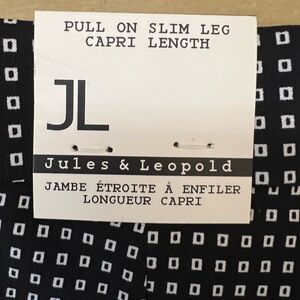 PULL ON SLIM LEG
CAPRI LENGTH
JL
Jules & Leopold
JAMBE ÉTROITE À ENFILER
LONGUEUR CAPRI